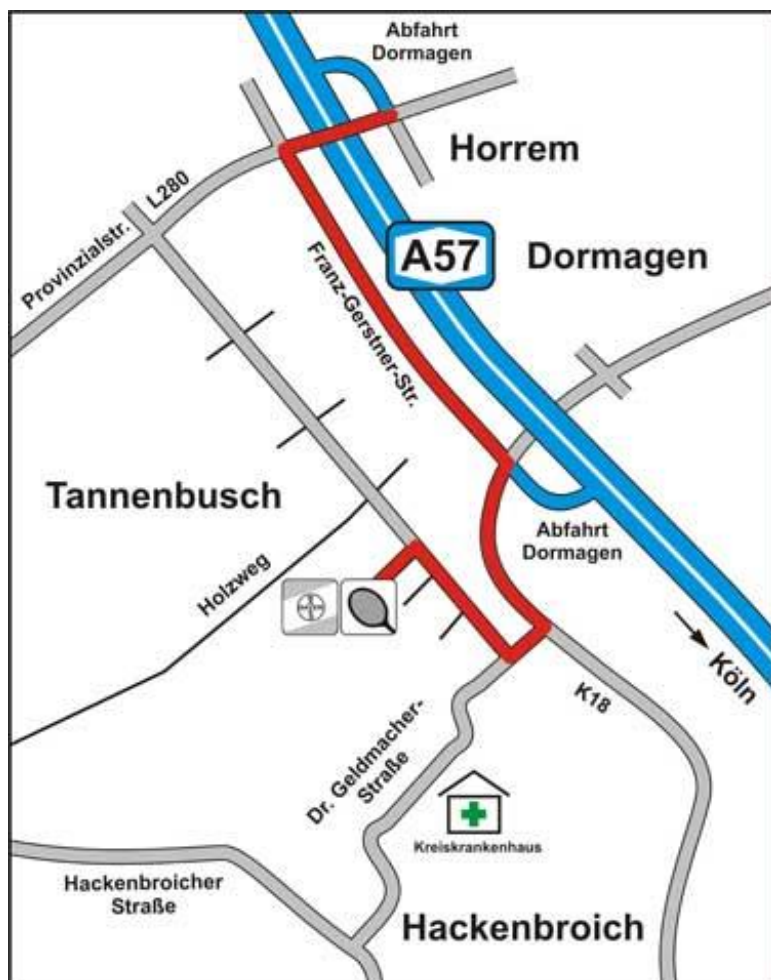 Abfahrt
Dormagen
Horrem
L280
Provinzialstr.
A57
Dormagen
Franz-Gerstner-Str.
Tannenbusch
Abfahrt
Dormagen
Holzweg
Köln
K18
Dr. Geldmacher-
Straße
Kreiskrankenhaus
Hackenbroicher
Straße
Hackenbroich